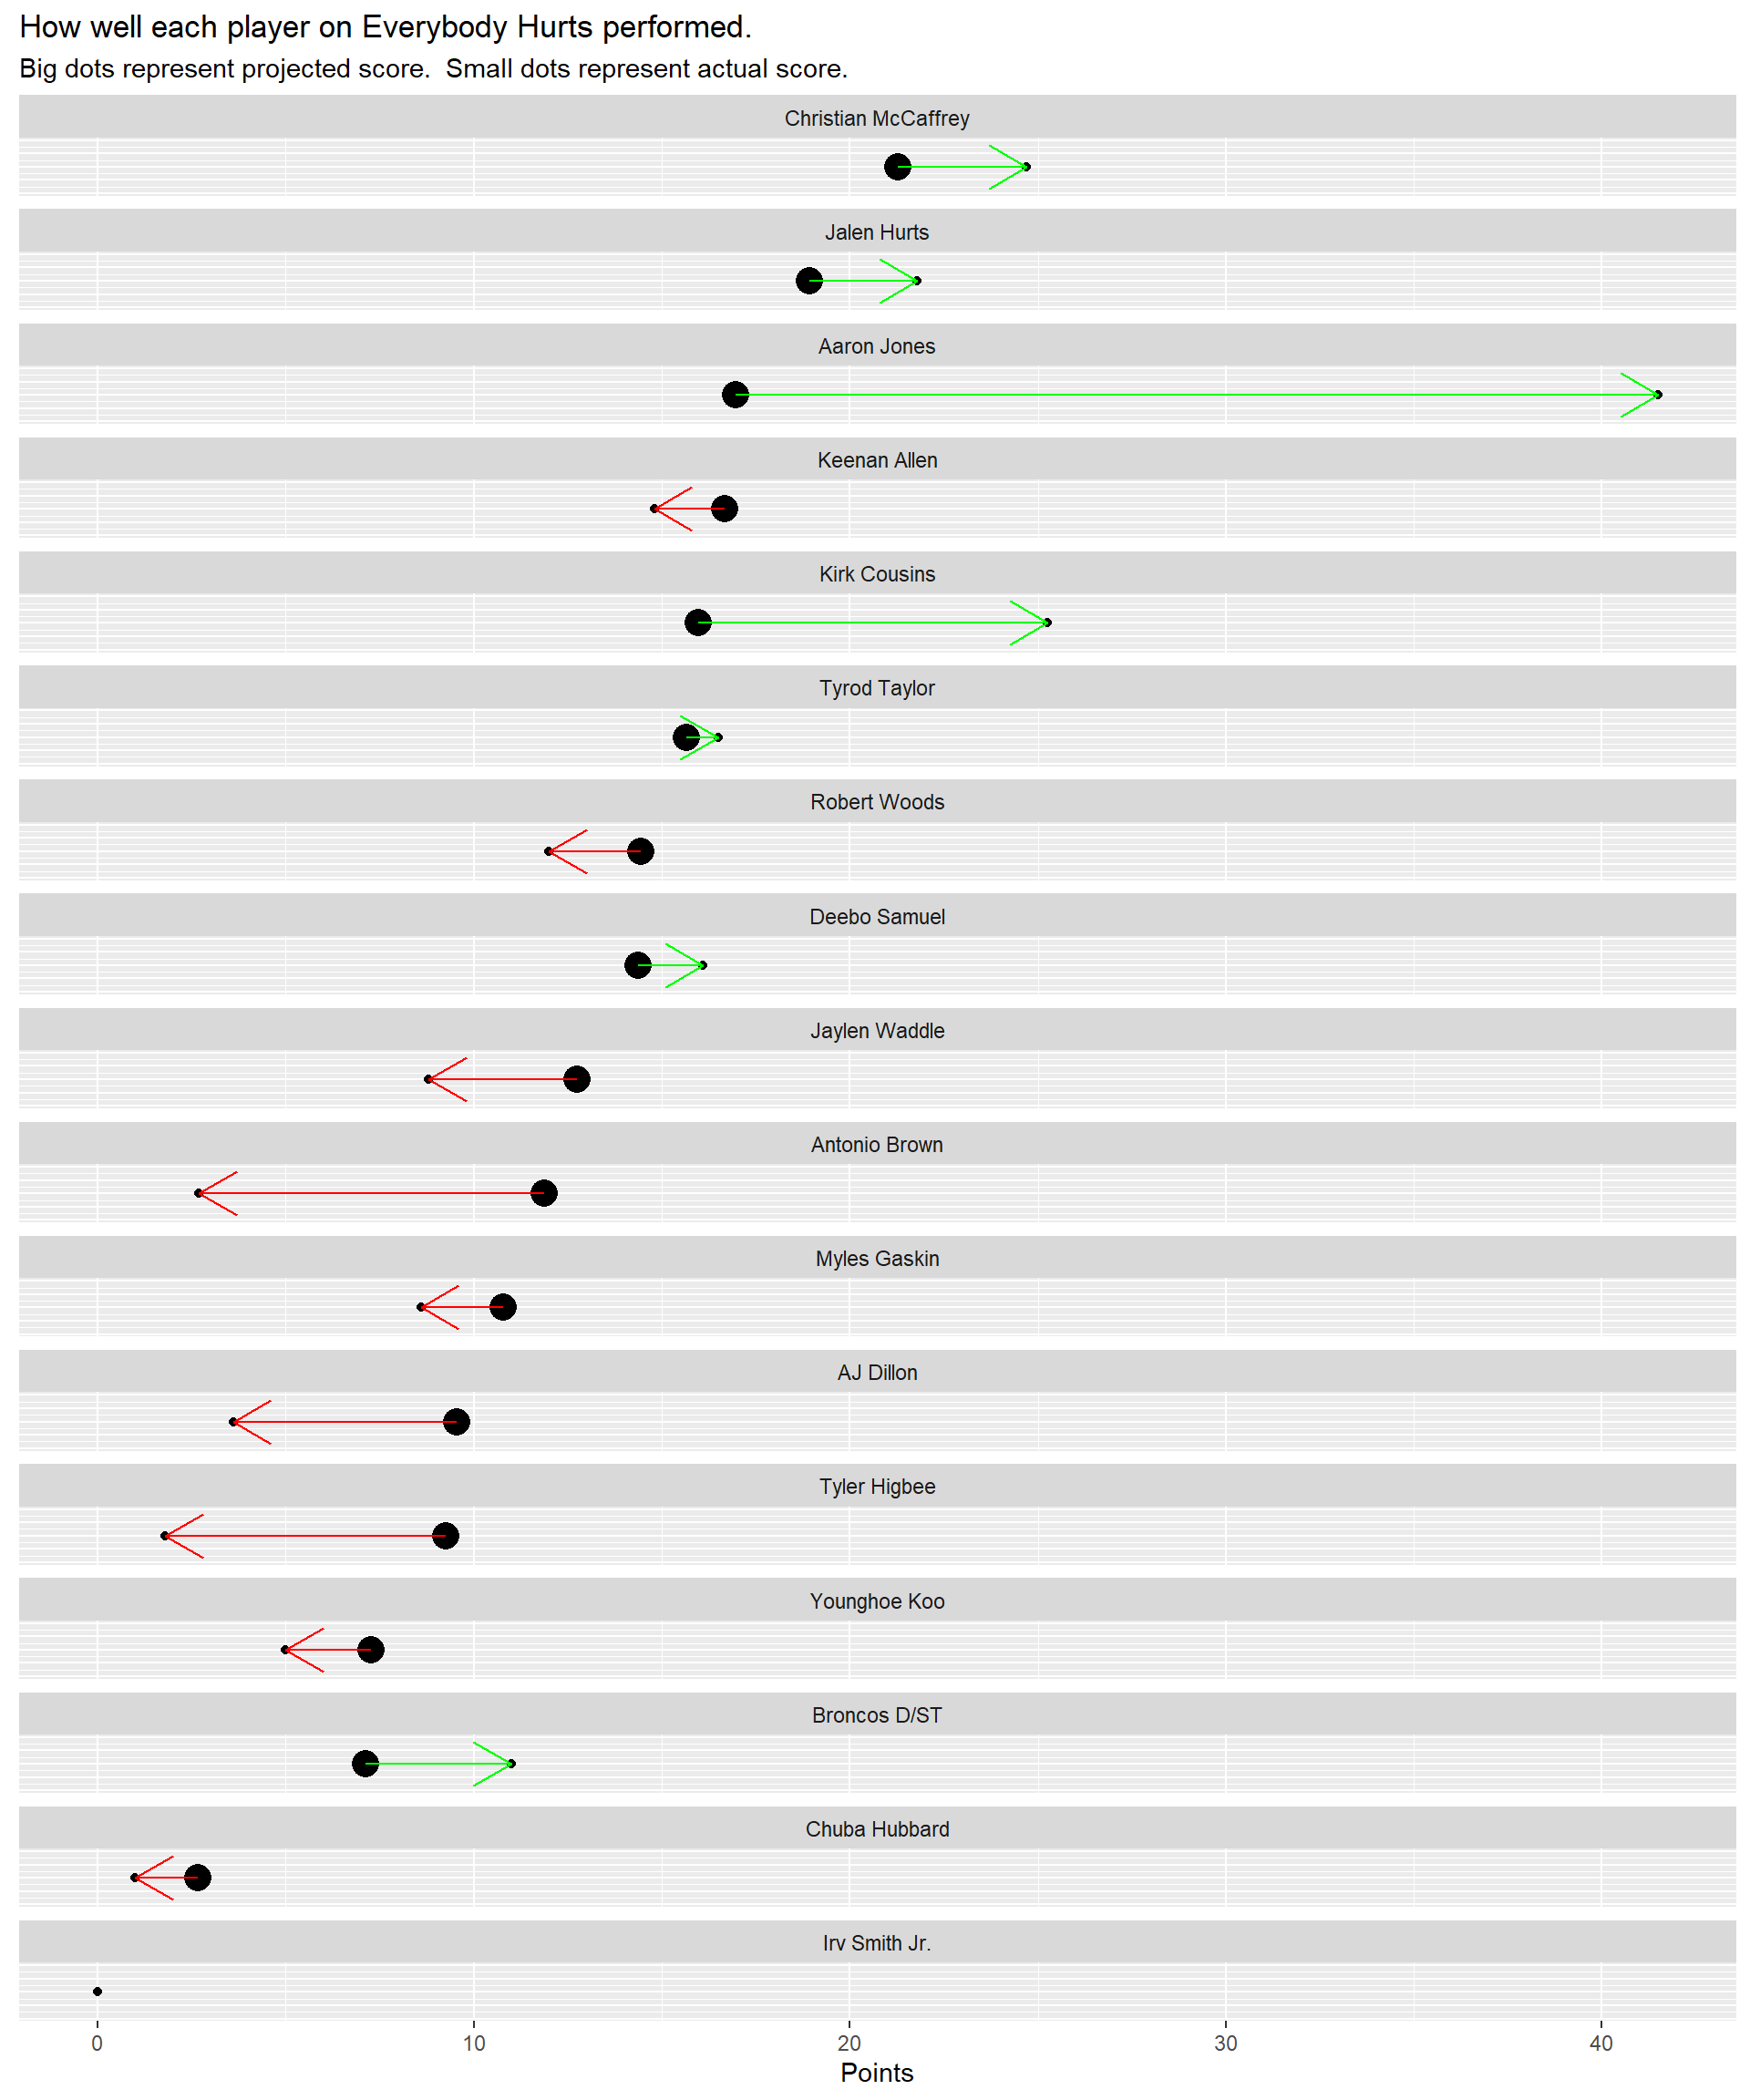 How well each player on Everybody Hurts performed.
Big dots represent projected score.  Small dots represent actual score.
Christian McCaffrey
Jalen Hurts
Aaron Jones
Keenan Allen
Kirk Cousins
Tyrod Taylor
Robert Woods
Deebo Samuel
Jaylen Waddle
Antonio Brown
Myles Gaskin
AJ Dillon
Tyler Higbee
Younghoe Koo
Broncos D/ST
Chuba Hubbard
Irv Smith Jr.
0 10 20 30 40
Points